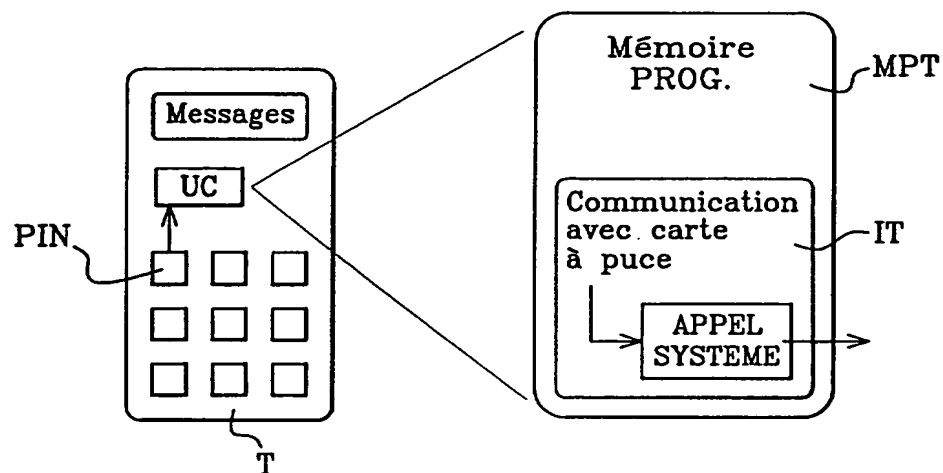 Messages
UC
PIN
T
Mémoire
PROG.
MPT
Communication
avec carte
à puce
IT
APPEL
SYSTEME